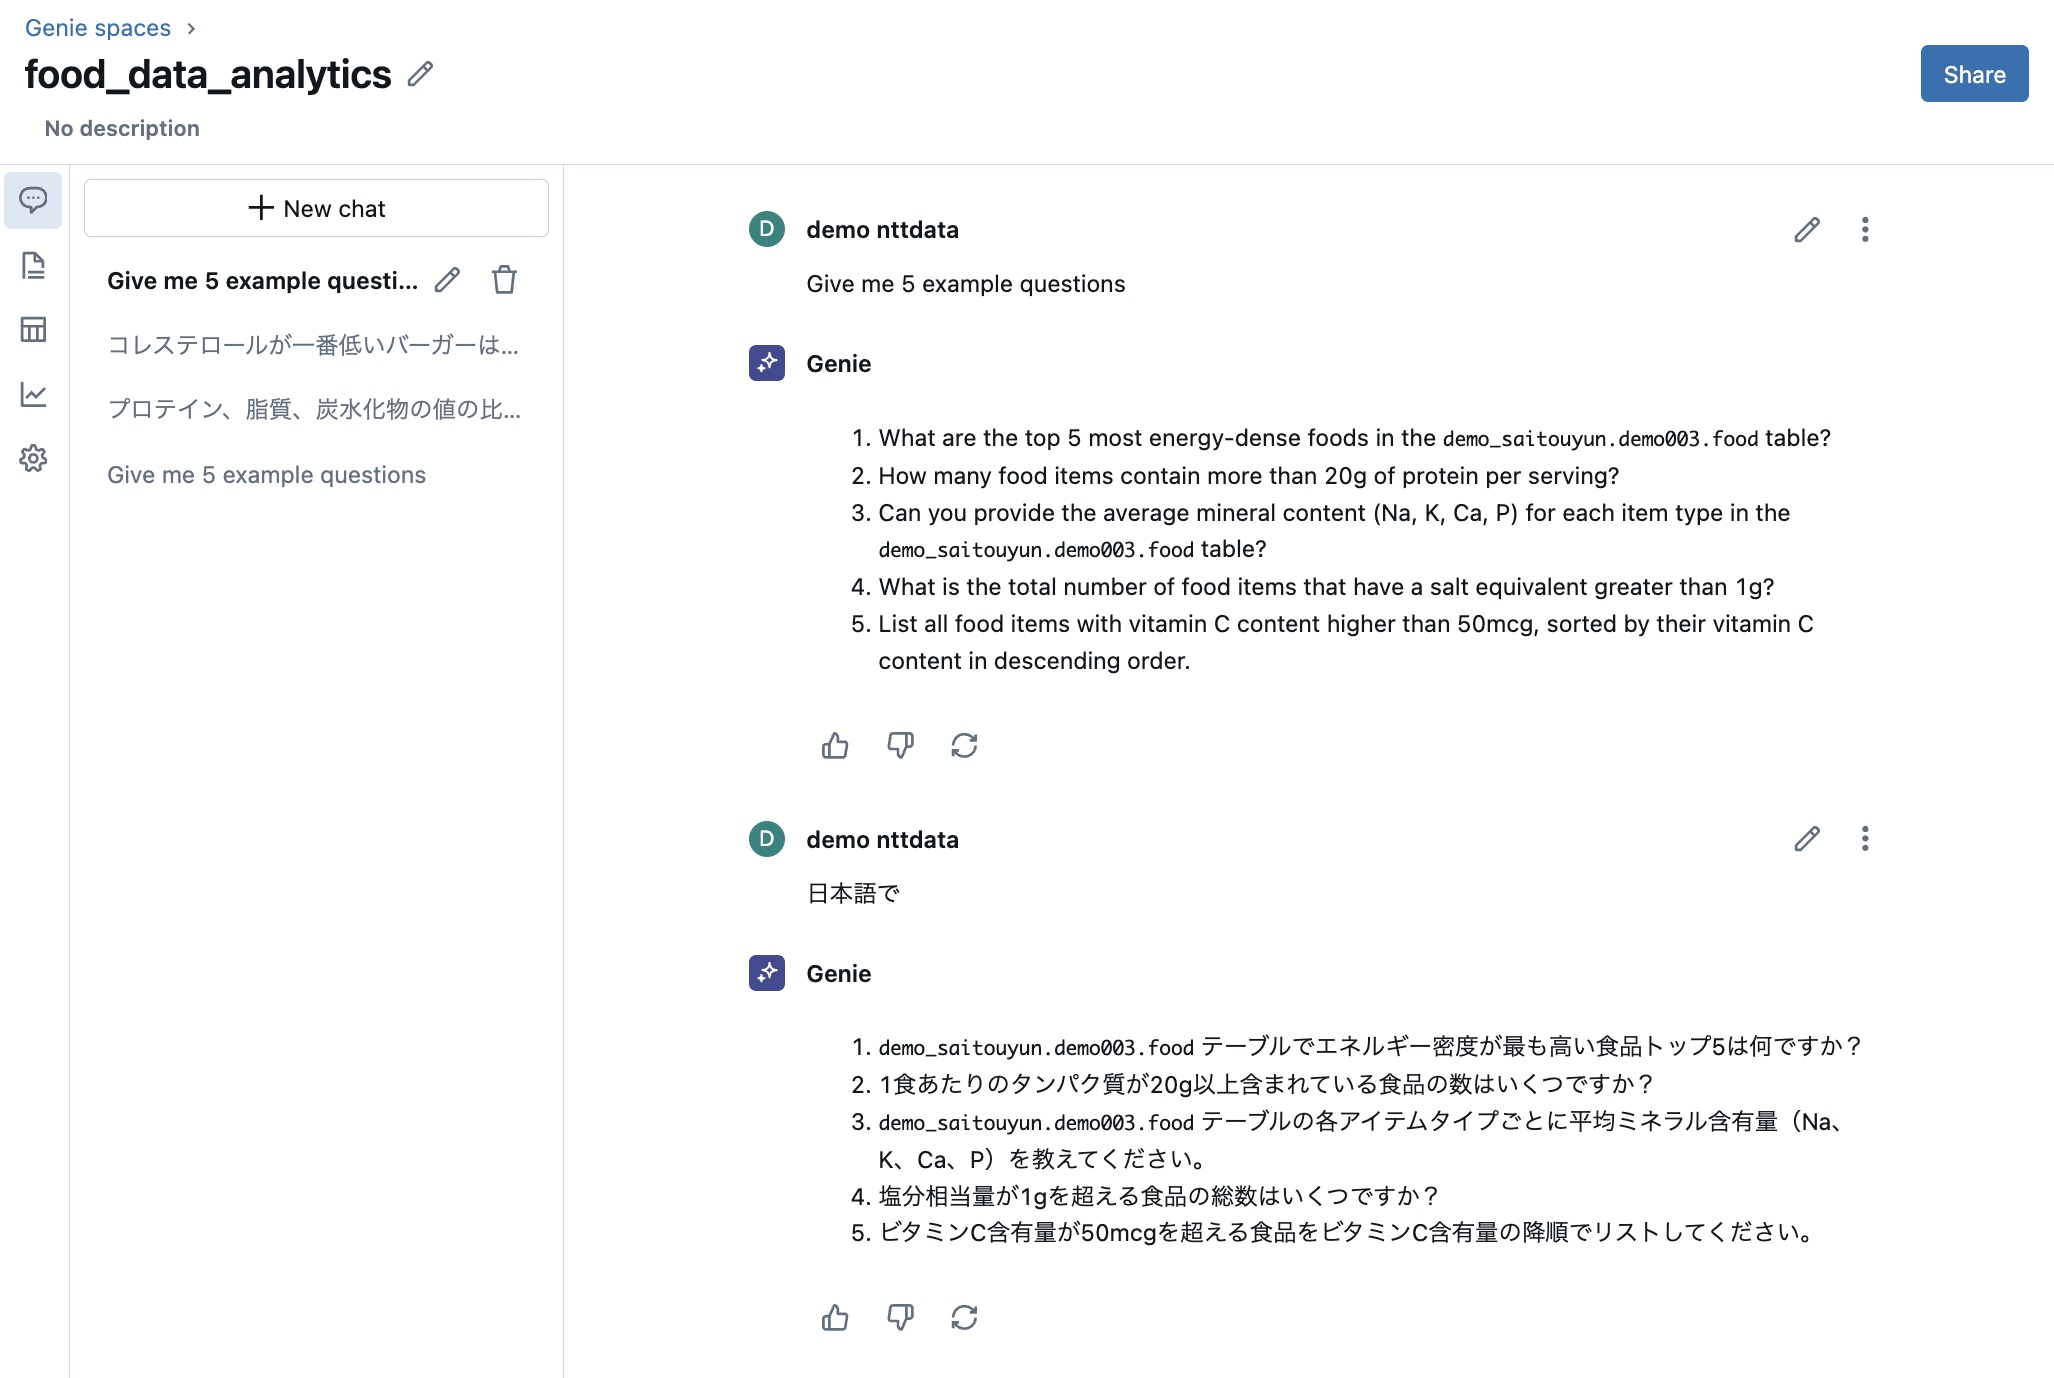 Genie spaces
food_data_analytics
Share
No description
New chat
Give me 5 example questi...
コレステロールが一番低いバーガーは...
プロテイン、脂質、炭水化物の値の比...
Give me 5 example questions
D demo nttdata
Give me 5 example questions
Genie
1. What are the top 5 most energy-dense foods in the demo_saitouyun.demo003.food table?
2. How many food items contain more than 20g of protein per serving?
3. Can you provide the average mineral content (Na, K, Ca, P) for each item type in the
demo_saitouyun.demo003.food table?
4. What is the total number of food items that have a salt equivalent greater than 1g?
5. List all food items with vitamin C content higher than 50mcg, sorted by their vitamin C
content in descending order.
D demo nttdata
日本語で
Genie
1. demo_saitouyun.demo003.food テーブルでエネルギー密度が最も高い食品トップ5は何ですか？
2. 1食あたりのタンパク質が20g以上含まれている食品の数はいくつですか？
3. demo_saitouyun.demo003.food テーブルの各アイテムタイプごとに平均ミネラル含有量（Na、
K、Ca、P）を教えてください。
4. 塩分相当量が1gを超える食品の総数はいくつですか？
5. ビタミンC含有量が50mcgを超える食品をビタミンC含有量の降順でリストしてください。